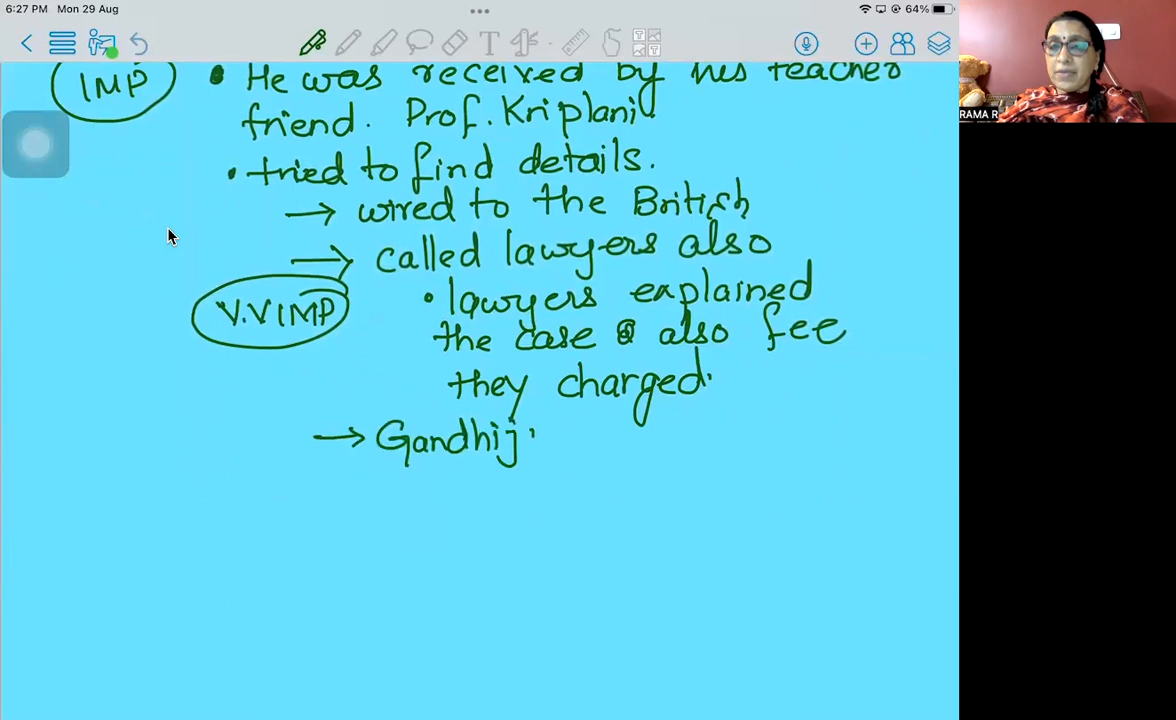 6:27 PM Mon 29 Aug
64%
IMP
• He was received by his teacher
friend. Prof. Kriplani
RAMA R
• tried to find details.
→ wired to the British
→ called lawyers also
V.V IMP
• lawyers explained
the case also fee
they charged.
→ Gandhij